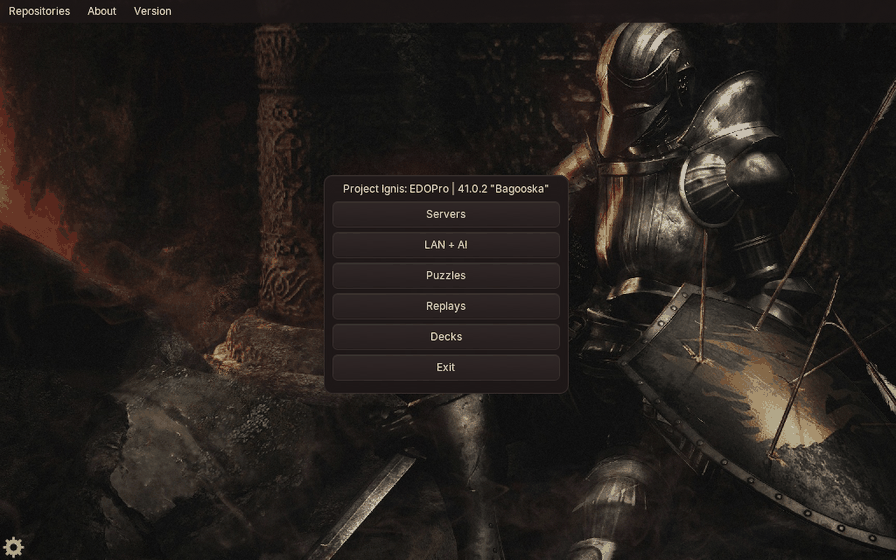 Repositories About Version
Project Ignis: EDOPro | 41.0.2 "Bagooska"
Servers
LAN + AI
Puzzles
Replays
Decks
Exit